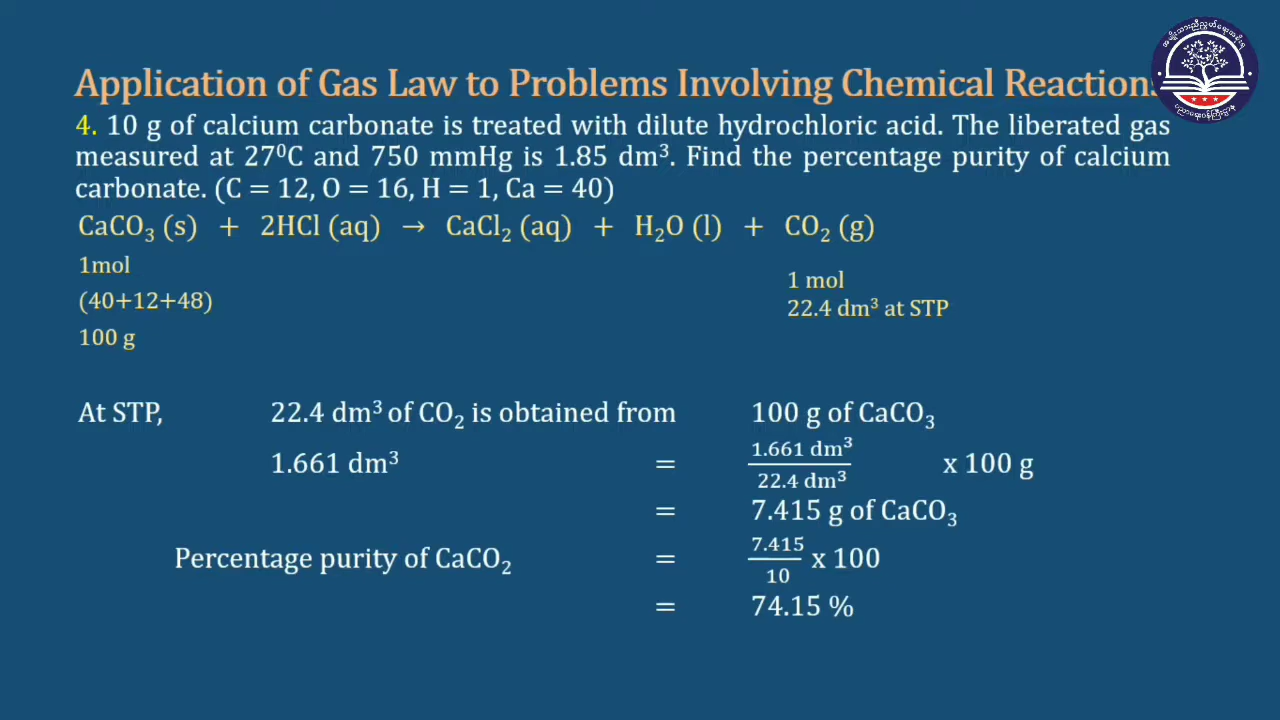 Application of Gas Law to Problems Involving Chemical Reactions
4. 10 g of calcium carbonate is treated with dilute hydrochloric acid. The liberated gas
measured at 27⁰C and 750 mmHg is 1.85 dm³. Find the percentage purity of calcium
carbonate. (C = 12, O = 16, H = 1, Ca = 40)
CaCO₃ (s) + 2HCl (aq) → CaCl₂ (aq) + H₂O (l) + CO₂ (g)
1mol
1 mol
(40+12+48)
22.4 dm³ at STP
100 g
At STP, 22.4 dm³ of CO₂ is obtained from 100 g of CaCO₃
1.661 dm³ = 1.661 dm³ / 22.4 dm³ x 100 g
= 7.415 g of CaCO₃
Percentage purity of CaCO₂ = 7.415 / 10 x 100
= 74.15 %